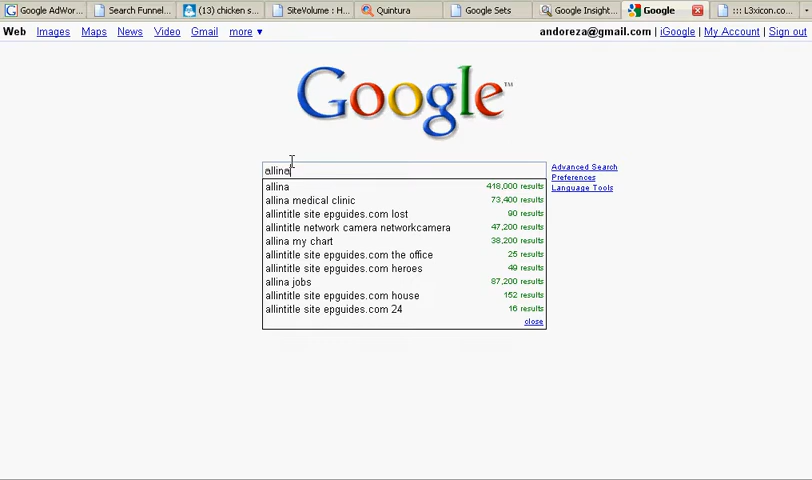 Google AdWor... Search Funnel... (13) chicken s... SiteVolume : H... Quintura Google Sets Google Insight... Google ::: L3xicon.co...
Web Images Maps News Video Gmail more ▼ andoreza@gmail.com | iGoogle | My Account | Sign out
Google™
allina
Advanced Search
Preferences
Language Tools
allina 418,000 results
allina medical clinic 73,400 results
allintitle site epguides.com lost 90 results
allintitle network camera networkcamera 47,200 results
allina my chart 38,200 results
allintitle site epguides.com the office 25 results
allintitle site epguides.com heroes 49 results
allina jobs 87,200 results
allintitle site epguides.com house 152 results
allintitle site epguides.com 24 16 results
close